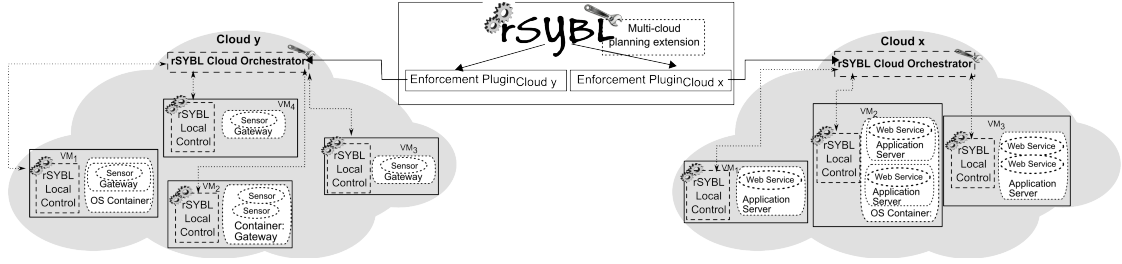 rSYBL
Multi-cloud
planning extension
Enforcement Plugin Cloud y
Enforcement Plugin Cloud x
Cloud y
rSYBL Cloud Orchestrator
VM4
rSYBL
Local
Control
Sensor
Gateway
VM1
rSYBL
Local
Control
Sensor
Gateway
OS Container:
VM3
rSYBL
Local
Control
Sensor
Gateway
VM2
rSYBL
Local
Control
Sensor
Sensor
Container:
Gateway
Cloud x
rSYBL Cloud Orchestrator
VM
rSYBL
Local
Control
Web Service
Application
Server
VM2
rSYBL
Local
Control
Web Service
Application
Server
Web Service
Application
Server
OS Container:
VM3
rSYBL
Local
Control
Web Service
Web Service
Application
Server